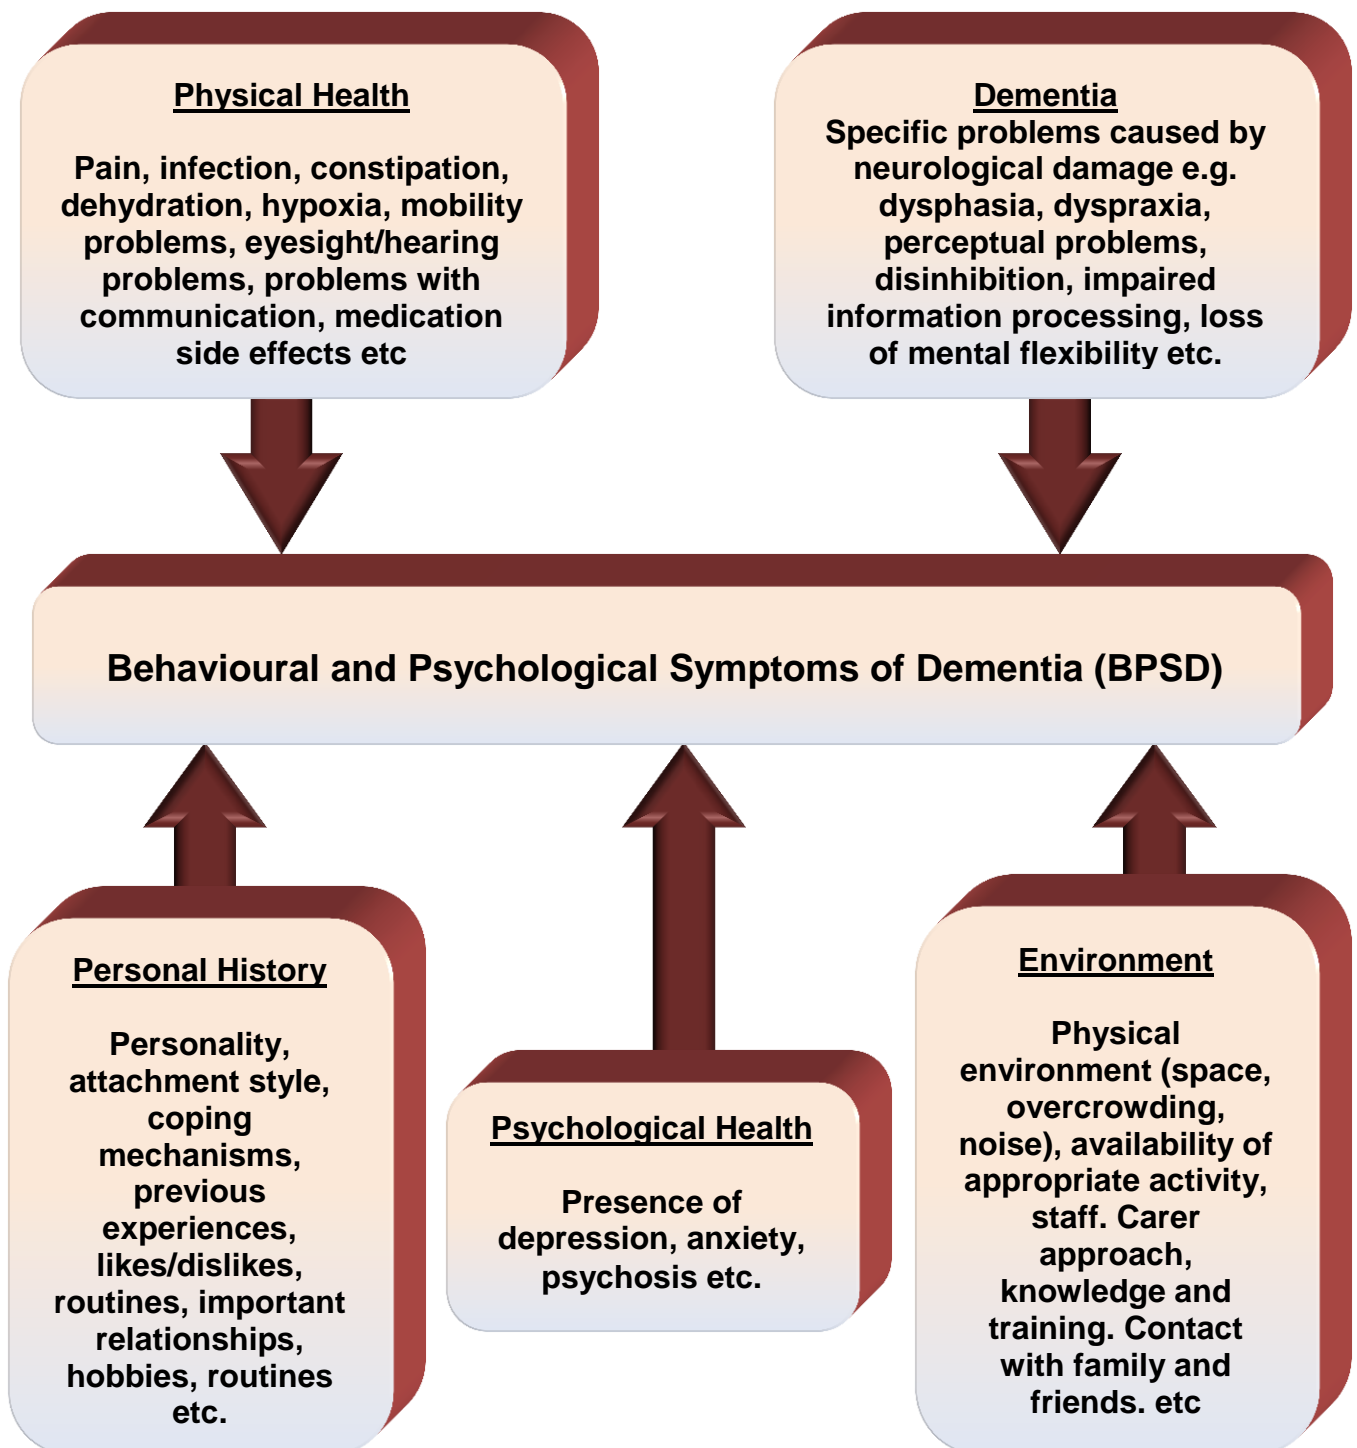 Physical Health
Pain, infection, constipation,
dehydration, hypoxia, mobility
problems, eyesight/hearing
problems, problems with
communication, medication
side effects etc
Dementia
Specific problems caused by
neurological damage e.g.
dysphasia, dyspraxia,
perceptual problems,
disinhibition, impaired
information processing, loss
of mental flexibility etc.
Behavioural and Psychological Symptoms of Dementia (BPSD)
Personal History
Personality,
attachment style,
coping
mechanisms,
previous
experiences,
likes/dislikes,
routines, important
relationships,
hobbies, routines
etc.
Psychological Health
Presence of
depression, anxiety,
psychosis etc.
Environment
Physical
environment (space,
overcrowding,
noise), availability of
appropriate activity,
staff. Carer
approach,
knowledge and
training. Contact
with family and
friends. etc